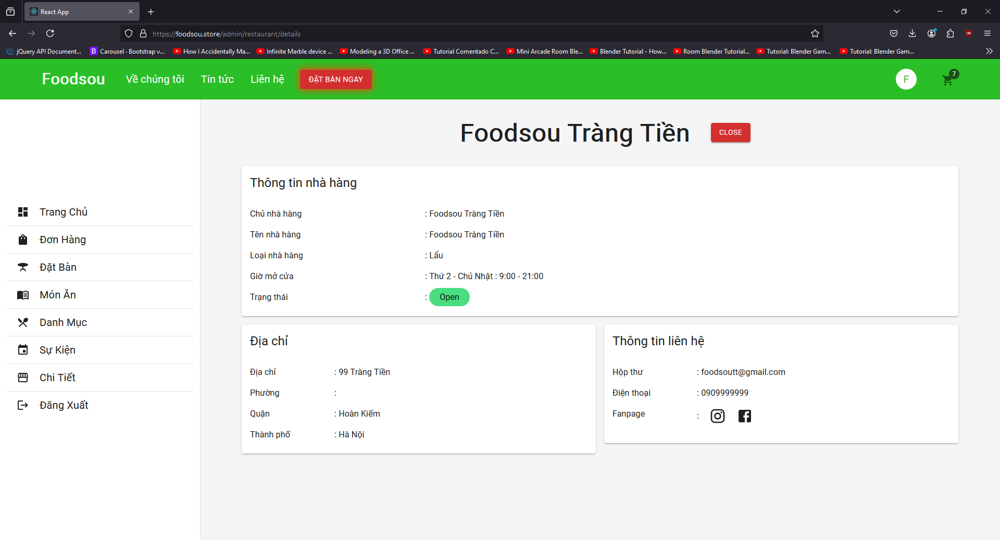 React App
https://foodsou.store/admin/restaurant/details
jQuery API Document...
B Carousel · Bootstrap v...
How I Accidentally Ma...
Infinite Marble device ...
Modeling a 3D Office ...
Tutorial Comentado C...
Mini Arcade Room Ble...
Blender Tutorial - How...
Room Blender Tutorial...
Tutorial: Blender Gam...
Tutorial: Blender Gam...
Foodsou
Về chúng tôi
Tin tức
Liên hệ
ĐẶT BÀN NGAY
F
7
Trang Chủ
Đơn Hàng
Đặt Bàn
Món Ăn
Danh Mục
Sự Kiện
Chi Tiết
Đăng Xuất
Foodsou Tràng Tiền
CLOSE
Thông tin nhà hàng
Chủ nhà hàng : Foodsou Tràng Tiền
Tên nhà hàng : Foodsou Tràng Tiền
Loại nhà hàng : Lẩu
Giờ mở cửa : Thứ 2 - Chủ Nhật : 9:00 - 21:00
Trạng thái : Open
Địa chỉ
Địa chỉ : 99 Tràng Tiền
Phường :
Quận : Hoàn Kiếm
Thành phố : Hà Nội
Thông tin liên hệ
Hộp thư : foodsoutt@gmail.com
Điện thoại : 0909999999
Fanpage :